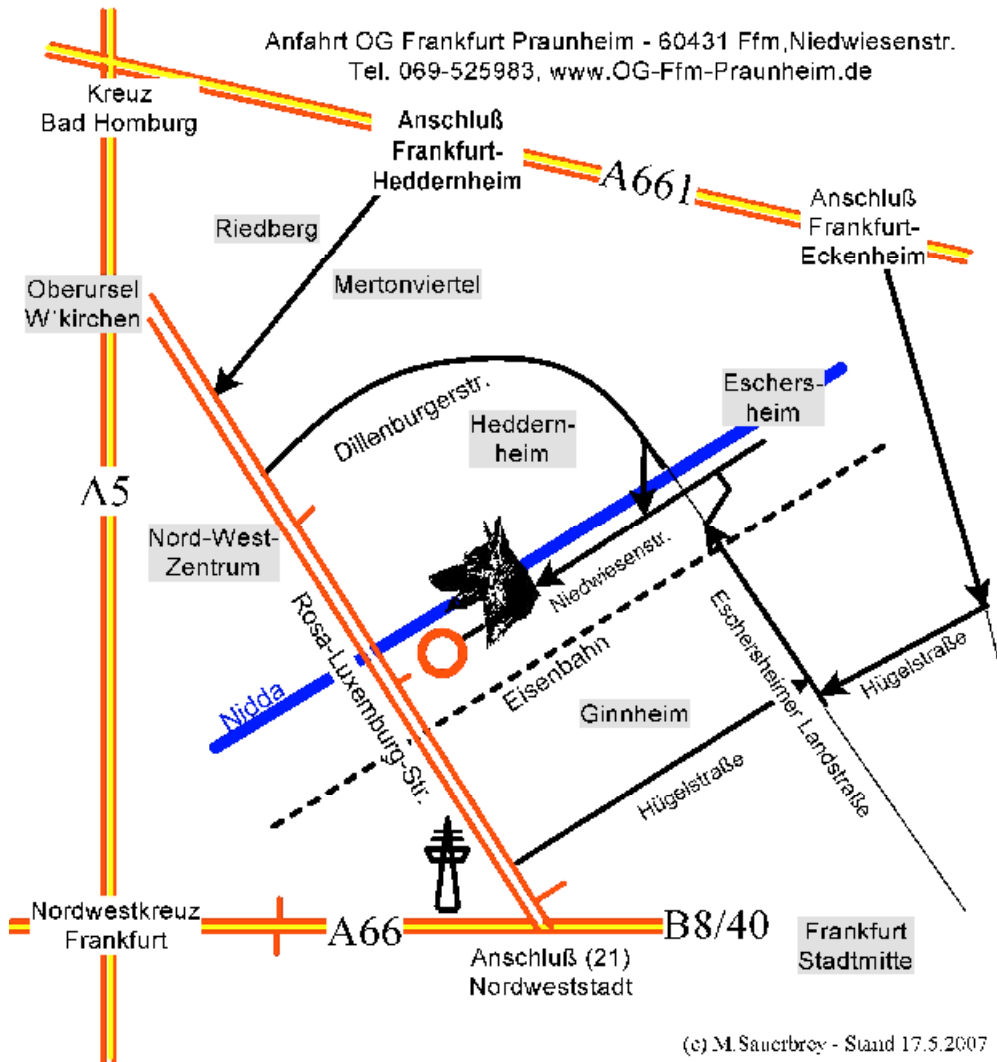 Anfahrt OG Frankfurt Praunheim - 60431 Ffm,Niedwiesenstr.
Tel. 069-525983, www.OG-Ffm-Praunheim.de
Kreuz
Bad Homburg
Anschluß
Frankfurt-
Heddernheim
A661
Anschluß
Frankfurt-
Eckenheim
Riedberg
Mertonviertel
Oberursel
W'kirchen
Dillenburgerstr.
Eschers-
heim
Heddern-
heim
A5
Nord-West-
Zentrum
Niedwiesenstr.
Rosa-Luxemburg-Str.
Eisenbahn
Eschersheimer Landstraße
Hügelstraße
Nidda
Ginnheim
Hügelstraße
Nordwestkreuz
Frankfurt
A66
B8/40
Frankfurt
Stadtmitte
Anschluß (21)
Nordweststadt
(c) M.Sauerbrey - Stand 17.5.2007